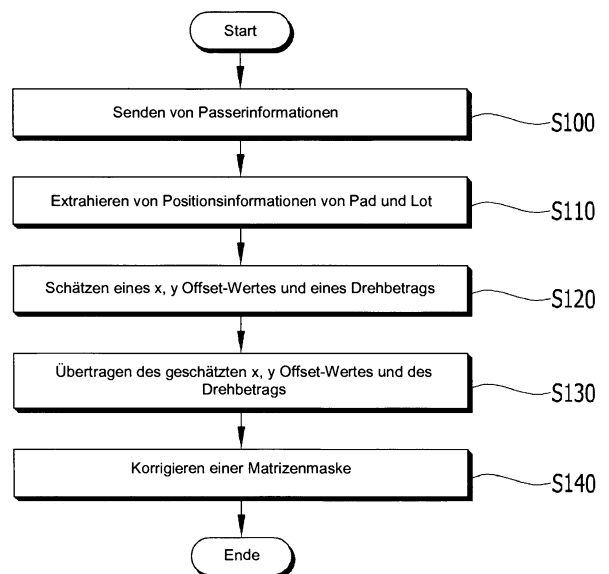 Start
Senden von Passerinformationen
S100
Extrahieren von Positionsinformationen von Pad und Lot
S110
Schätzen eines x, y Offset-Wertes und eines Drehbetrags
S120
Übertragen des geschätzten x, y Offset-Wertes und des
Drehbetrags
S130
Korrigieren einer Matrizenmaske
S140
Ende